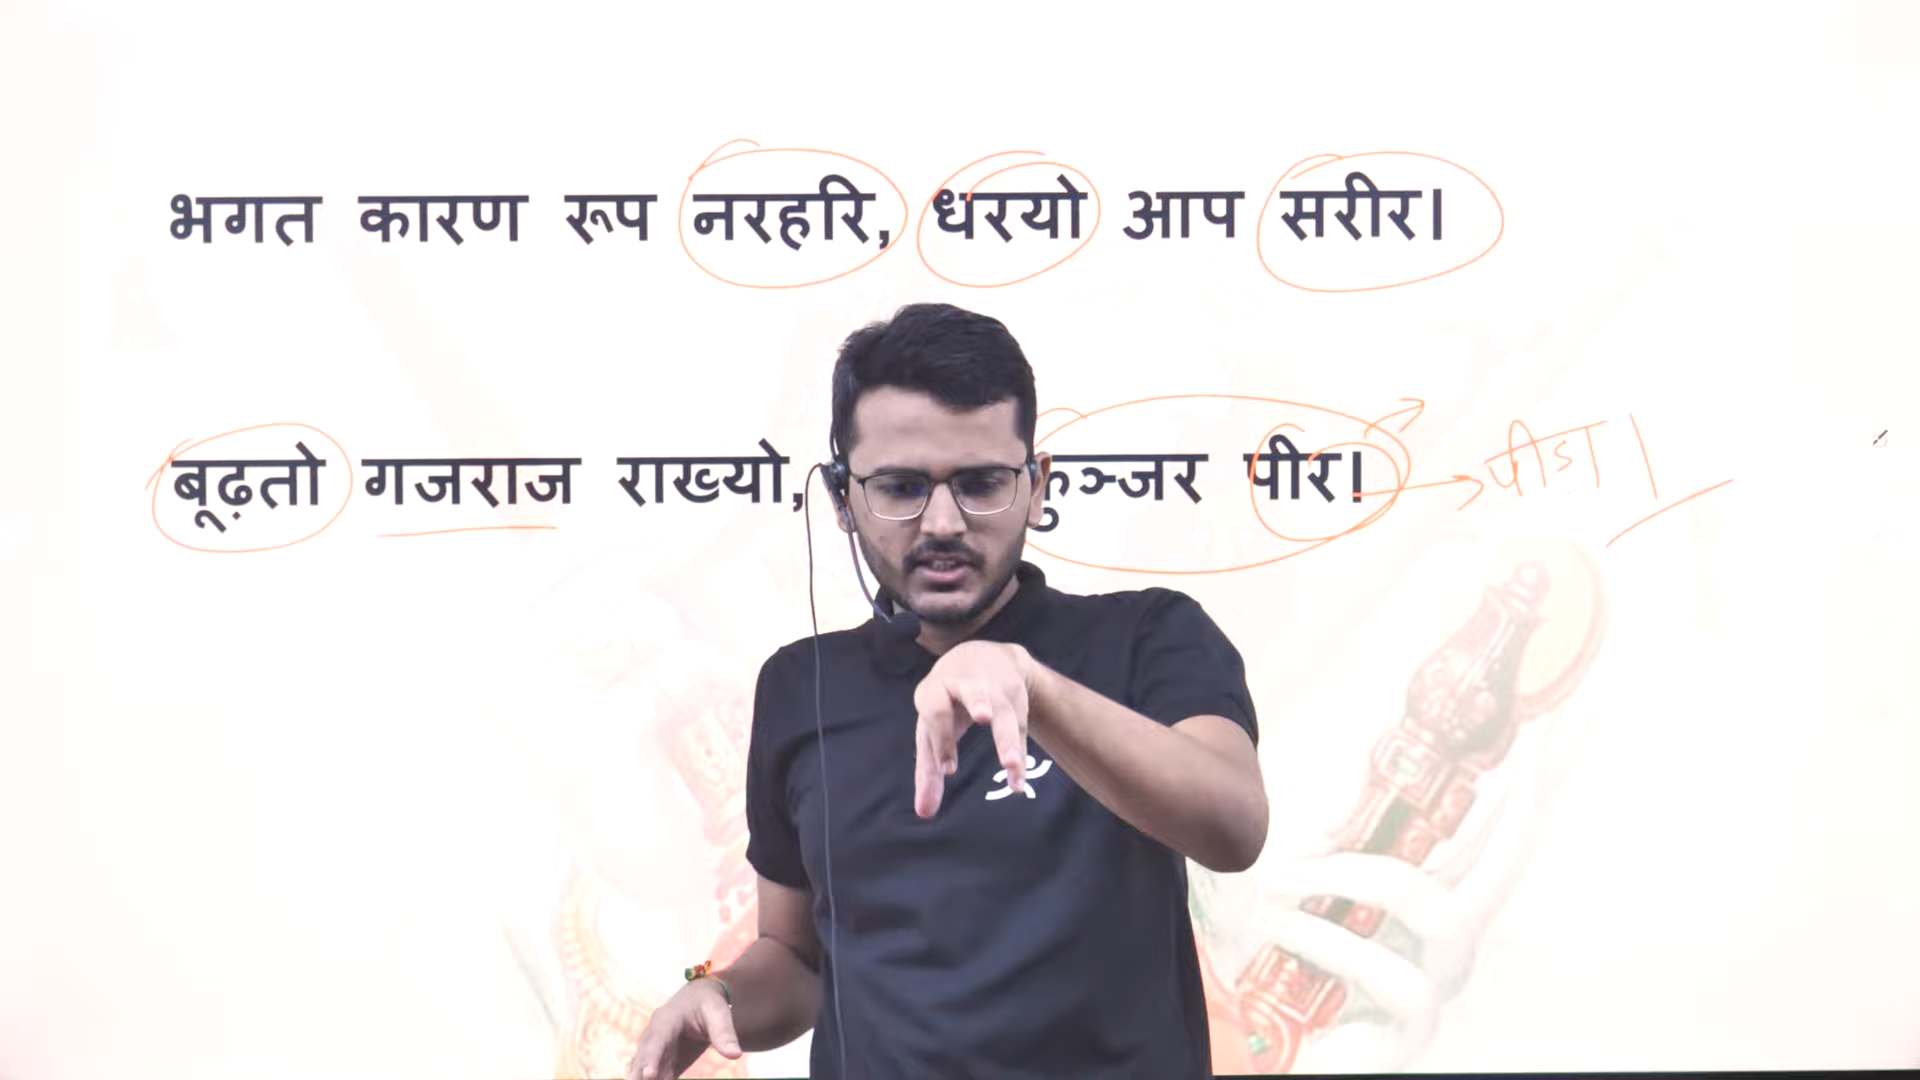 भगत कारण रूप नरहरि, धरयो आप सरीर।
बूढ़तो गजराज राख्यो, कुञ्जर पीर। पीडा।